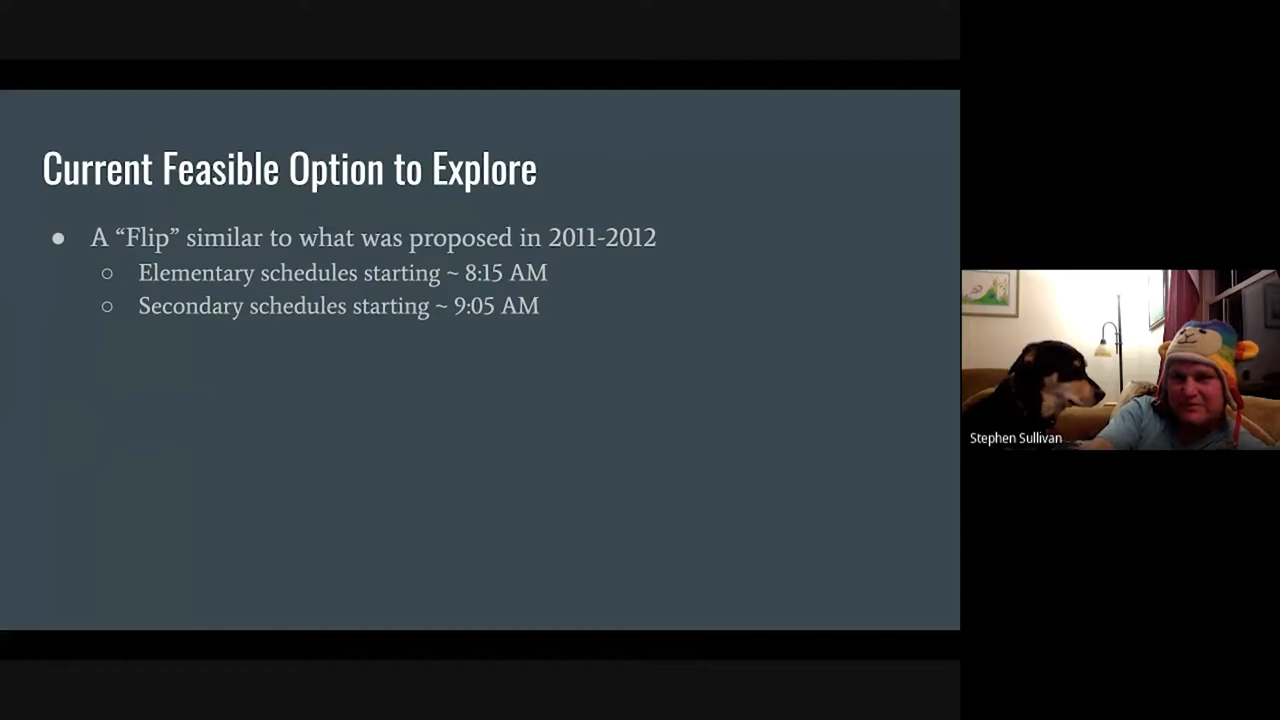 Current Feasible Option to Explore
● A “Flip” similar to what was proposed in 2011-2012
○ Elementary schedules starting ~ 8:15 AM
○ Secondary schedules starting ~ 9:05 AM
Stephen Sullivan